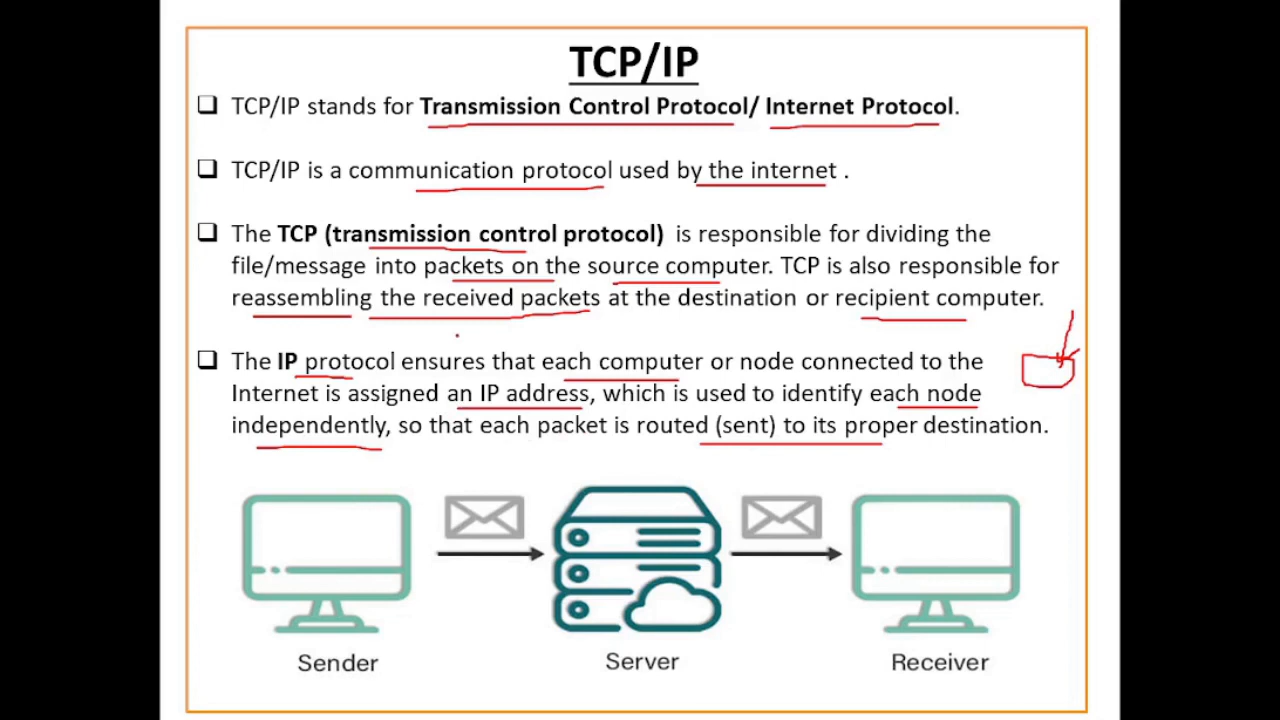 TCP/IP
❑ TCP/IP stands for Transmission Control Protocol/ Internet Protocol.
❑ TCP/IP is a communication protocol used by the internet .
❑ The TCP (transmission control protocol) is responsible for dividing the
file/message into packets on the source computer. TCP is also responsible for
reassembling the received packets at the destination or recipient computer.
❑ The IP protocol ensures that each computer or node connected to the
Internet is assigned an IP address, which is used to identify each node
independently, so that each packet is routed (sent) to its proper destination.
Sender
Server
Receiver